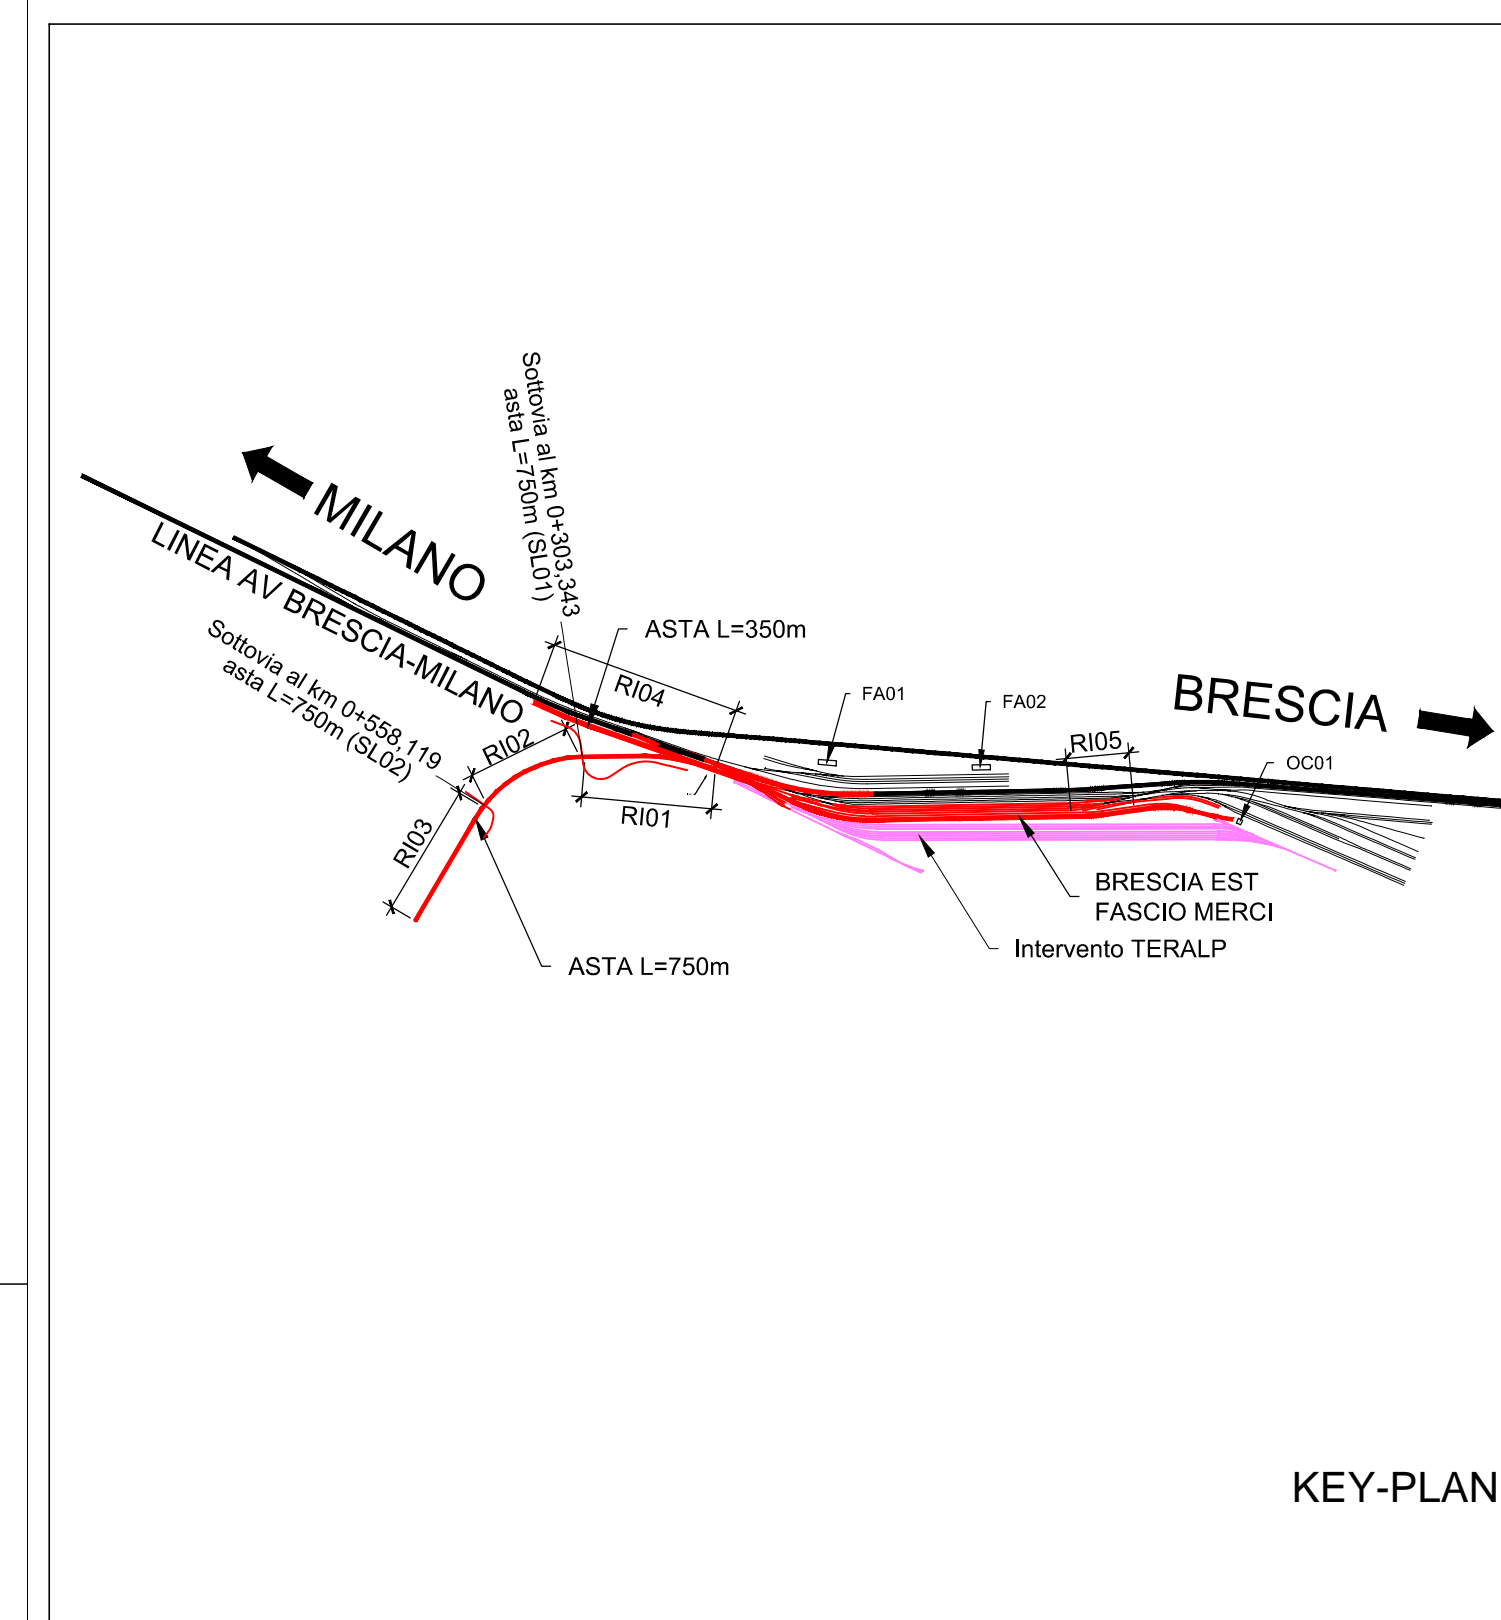 Sottovia al km 0+303,343
asta L=750m (SL01)
MILANO
LINEA AV BRESCIA-MILANO
Sottovia al km 0+558,119
asta L=750m (SL02)
ASTA L=350m
RI04
FA01
FA02
BRESCIA
RI05
OC01
RI02
RI01
RI03
BRESCIA EST
FASCIO MERCI
Intervento TERALP
ASTA L=750m
KEY-PLAN